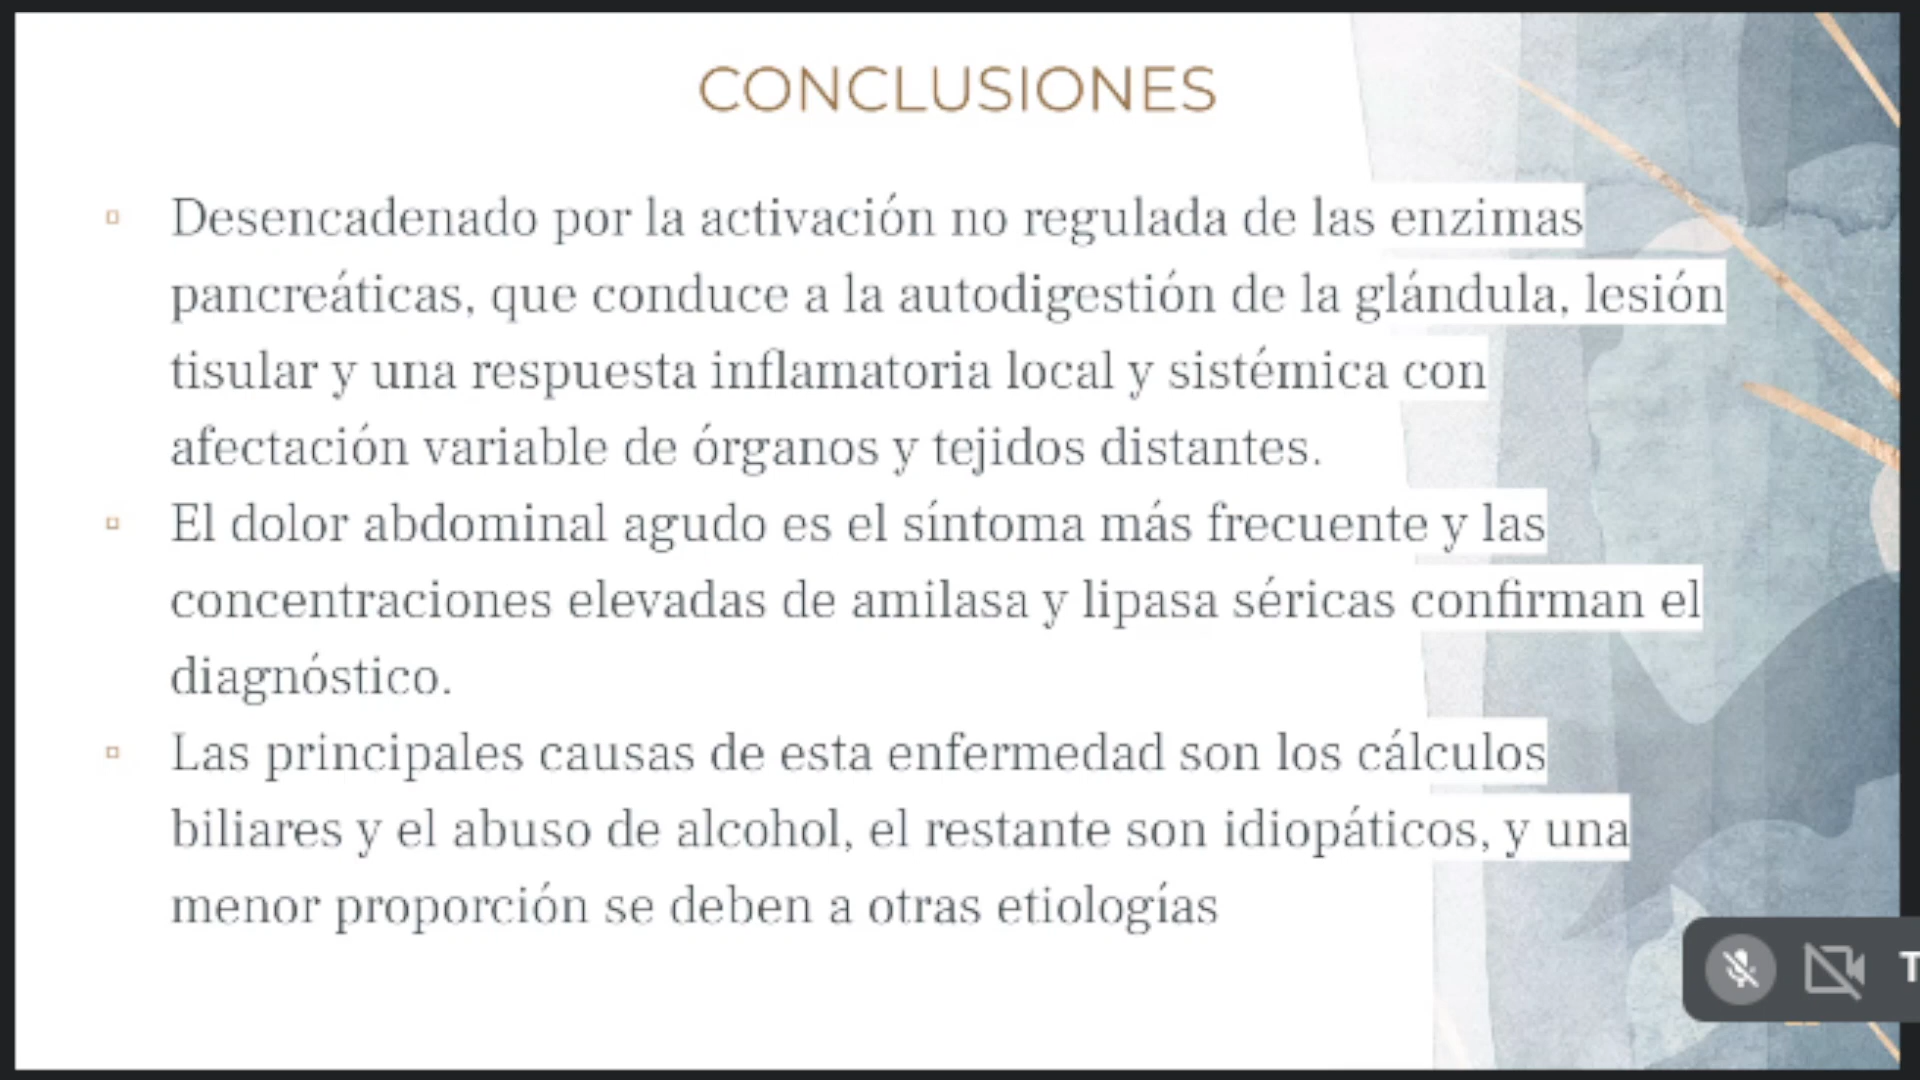 CONCLUSIONES
Desencadenado por la activación no regulada de las enzimas
pancreáticas, que conduce a la autodigestión de la glándula, lesión
tisular y una respuesta inflamatoria local y sistémica con
afectación variable de órganos y tejidos distantes.
El dolor abdominal agudo es el síntoma más frecuente y las
concentraciones elevadas de amilasa y lipasa séricas confirman el
diagnóstico.
Las principales causas de esta enfermedad son los cálculos
biliares y el abuso de alcohol, el restante son idiopáticos, y una
menor proporción se deben a otras etiologías